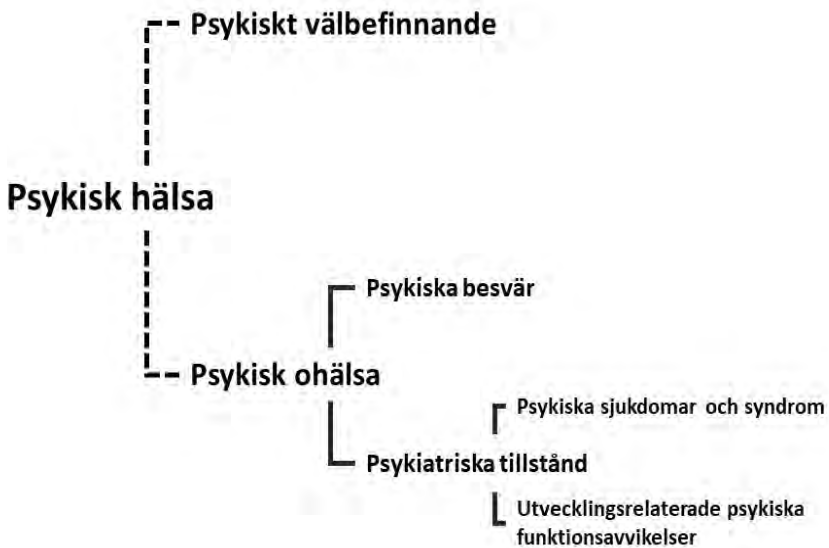 Psykiskt välbefinnande
Psykisk hälsa
Psykiska besvär
Psykisk ohälsa
Psykiska sjukdomar och syndrom
Psykiatriska tillstånd
Utvecklingsrelaterade psykiska
funktionsavvikelser